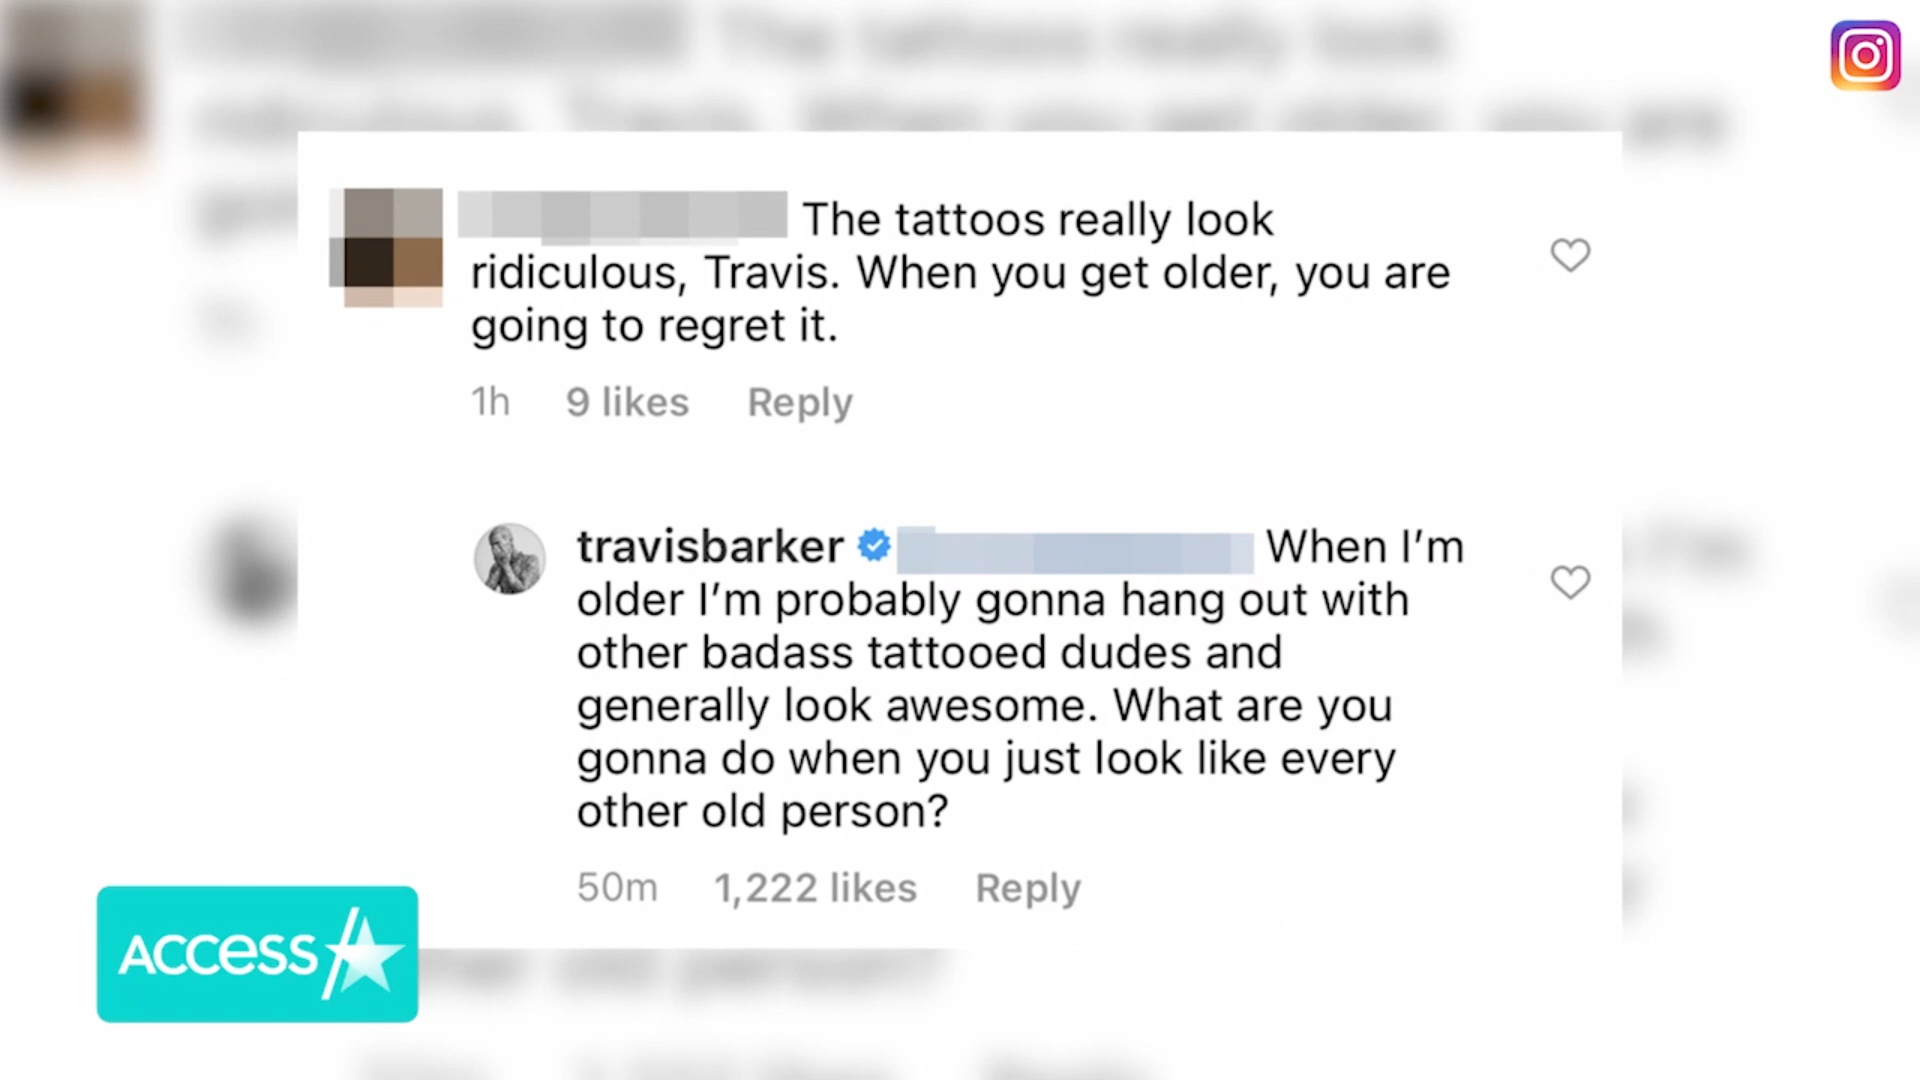 The tattoos really look
ridiculous, Travis. When you get older, you are
going to regret it.
1h 9 likes Reply
travisbarker When I’m
older I’m probably gonna hang out with
other badass tattooed dudes and
generally look awesome. What are you
gonna do when you just look like every
other old person?
50m 1,222 likes Reply
ACCESS